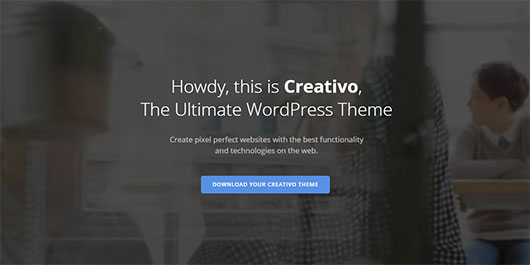 Howdy, this is Creativo,
The Ultimate WordPress Theme
Create pixel perfect websites with the best functionality
and technologies on the web.
DOWNLOAD YOUR CREATIVO THEME